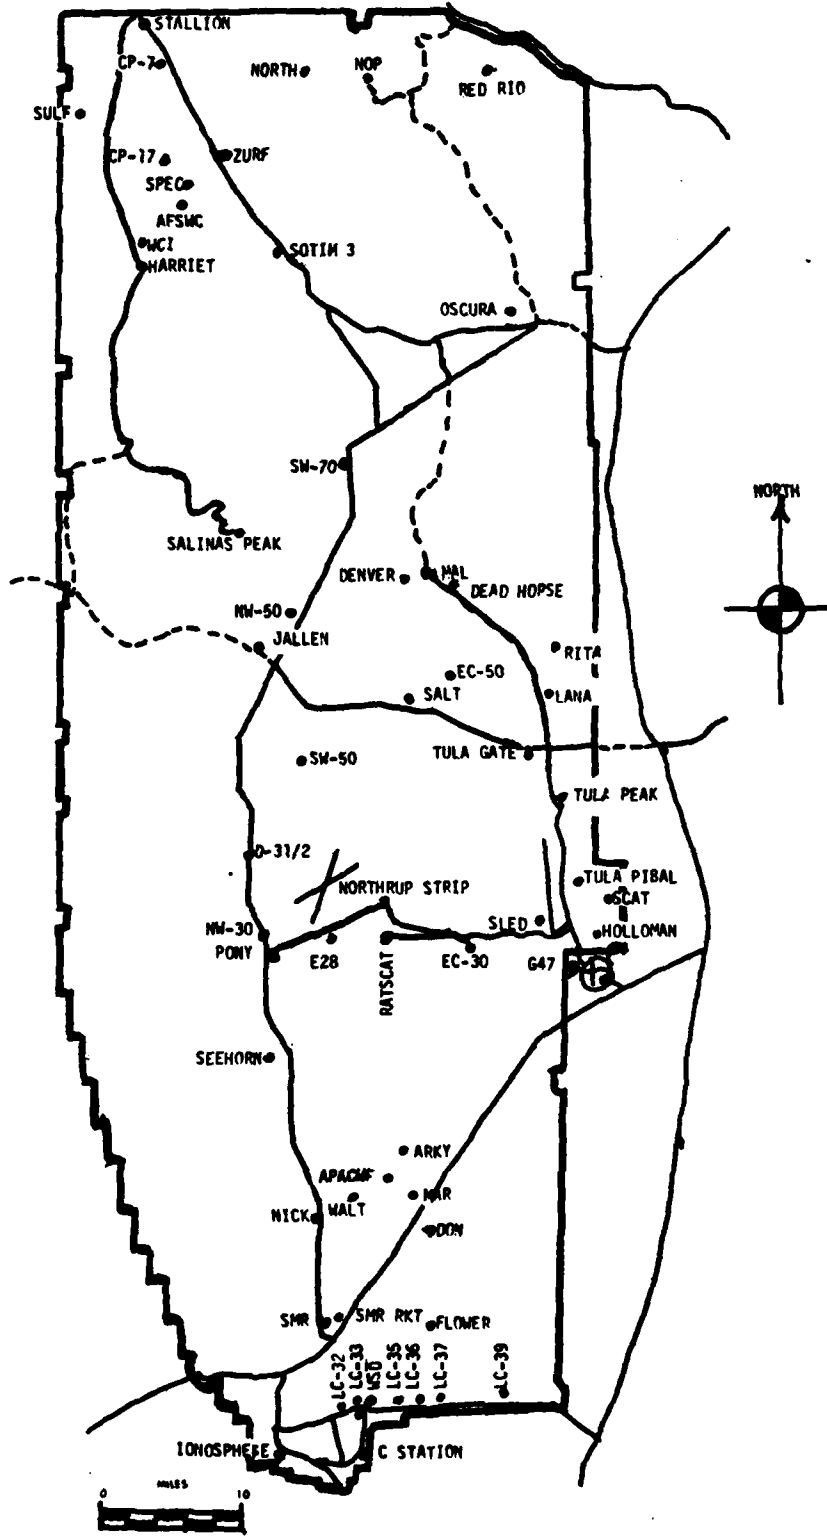 STALLION
CP-7
NORTH
NOP
RED RIO
SULF
CP-17
ZURF
SPEC
AFSWC
WCI
HARRIET
SOTIM 3
OSCURA
SW-70
NORTH
SALINAS PEAK
DENVER
MAL
DEAD HOPSE
NW-50
JALLEN
RITA
EC-50
SALT
LANA
TULA GATE
SW-50
TULA PEAK
D-31/2
NORTHRUP STRIP
TULA PIBAL
SCAT
SLED
HOLLOMAN
NW-30
PONY
E28
RATSCAT
EC-30
G47
SEEHORN
ARKY
APACHE
MAR
WALT
NICK
DON
SMR
SMR RKT
FLOWER
LC-32
LC-33
WSD
LC-35
LC-36
LC-37
LC-39
IONOSPHERE
C STATION
MILES
0 10